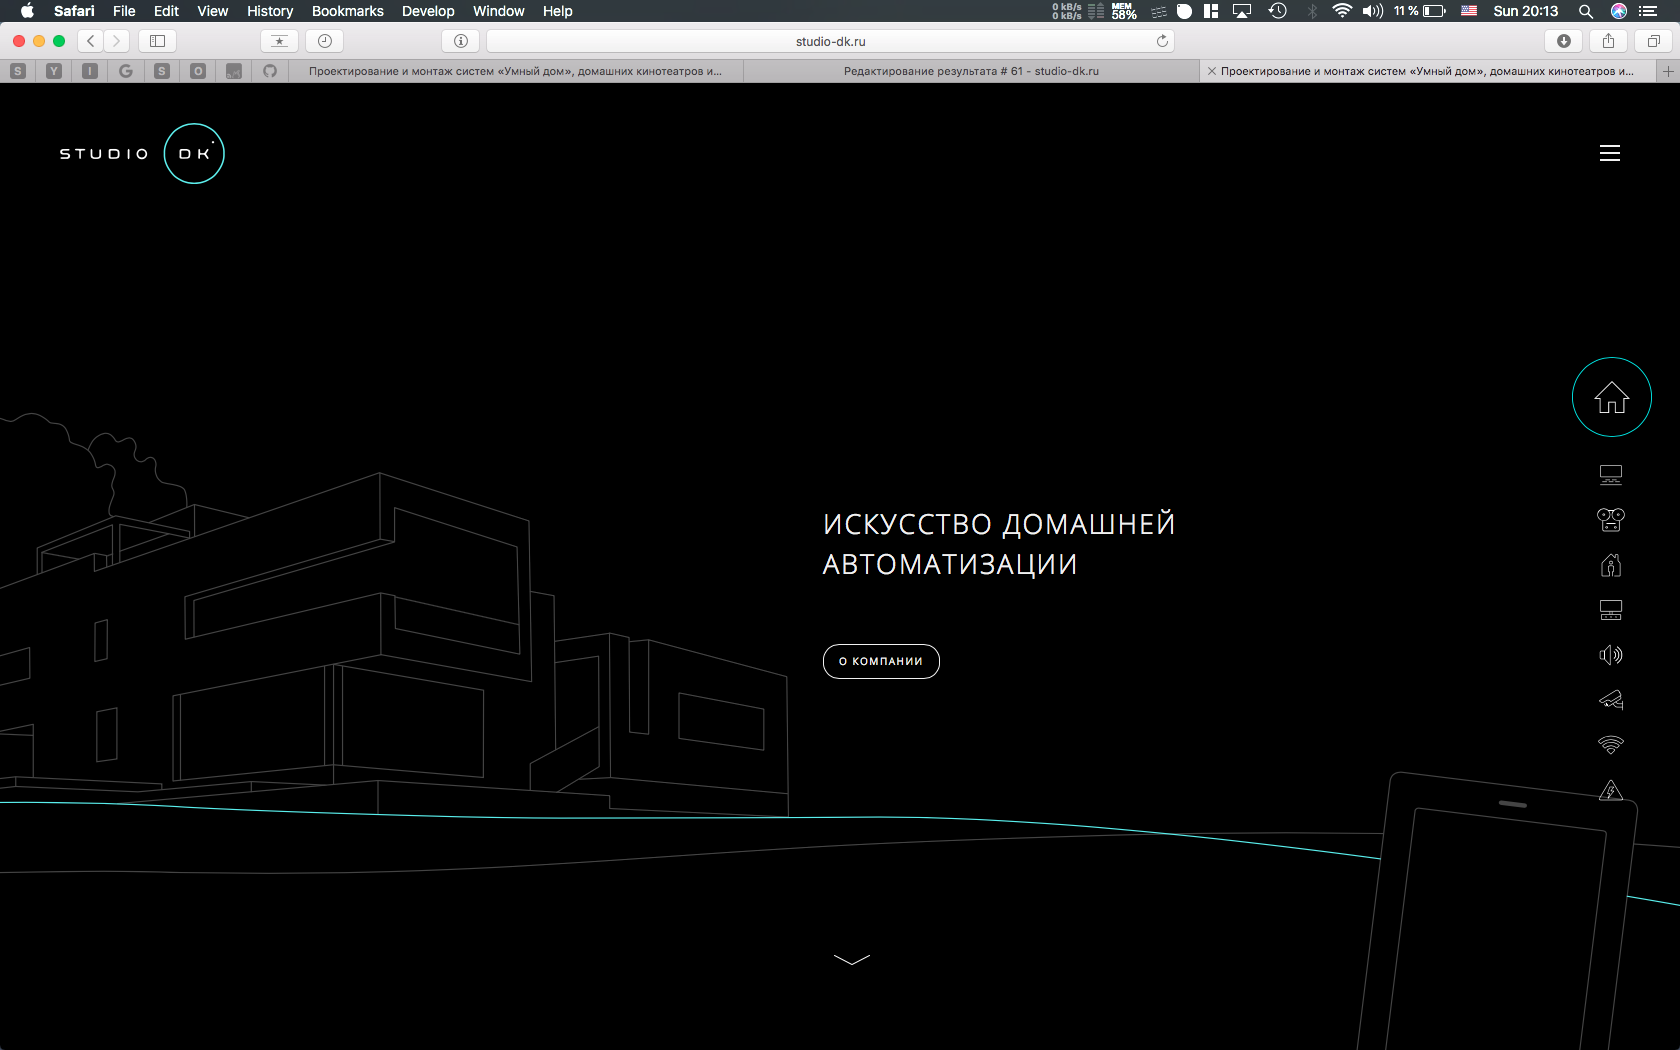 Safari File Edit View History Bookmarks Develop Window Help
0 kB/s
0 kB/s
MEM
58%
11 %
Sun 20:13
studio-dk.ru
S Y I G S O
Проектирование и монтаж систем «Умный дом», домашних кинотеатров и...
Редактирование результата # 61 - studio-dk.ru
Проектирование и монтаж систем «Умный дом», домашних кинотеатров и...
STUDIO DK
ИСКУССТВО ДОМАШНЕЙ
АВТОМАТИЗАЦИИ
О КОМПАНИИ